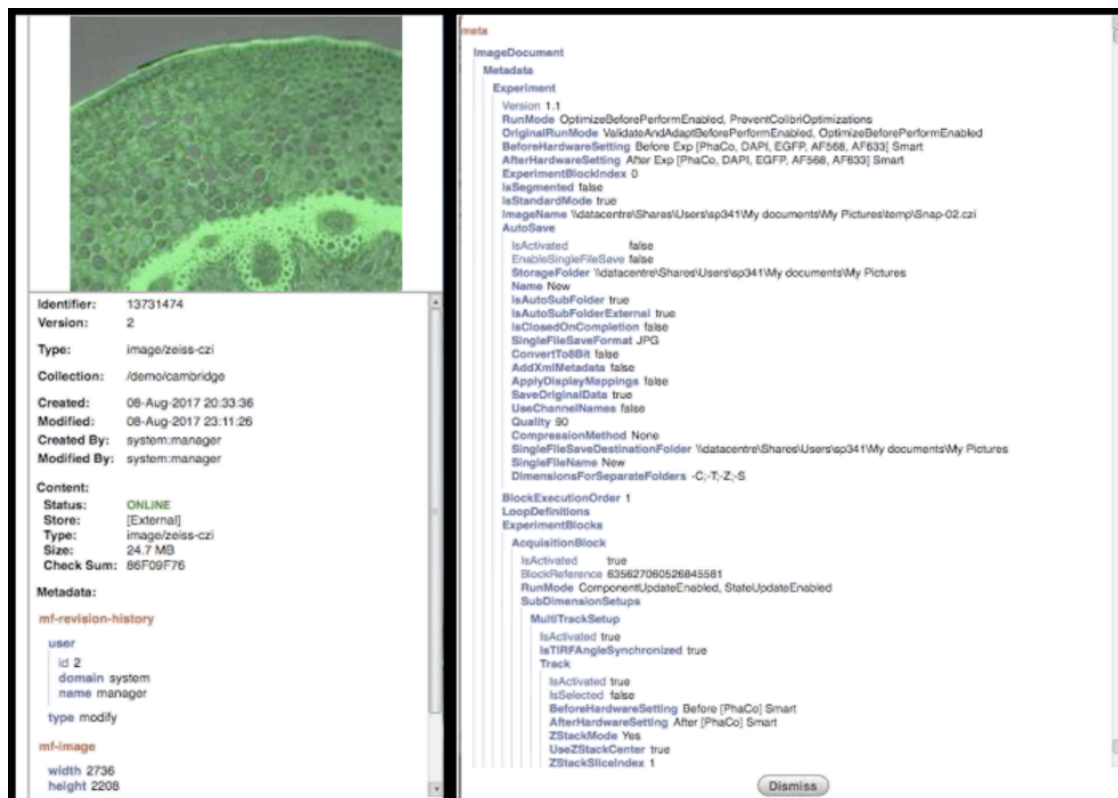 Identifier: 13731474
Version: 2
Type: image/zeiss-czi
Collection: /demo/cambridge
Created: 08-Aug-2017 20:33:36
Modified: 08-Aug-2017 23:11:26
Created By: system:manager
Modified By: system:manager
Content:
Status: ONLINE
Store: [External]
Type: image/zeiss-czi
Size: 24.7 MB
Check Sum: 86F09F76
Metadata:
mf-revision-history
user
id 2
domain system
name manager
type modify
mf-image
width 2736
height 2208
meta
ImageDocument
Metadata
Experiment
Version 1.1
RunMode OptimizeBeforePerformEnabled, PreventColibriOptimizations
OriginalRunMode ValidateAndAdaptBeforePerformEnabled, OptimizeBeforePerformEnabled
BeforeHardwareSetting Before Exp [PhaCo, DAPI, EGFP, AF568, AF633] Smart
AfterHardwareSetting After Exp [PhaCo, DAPI, EGFP, AF568, AF633] Smart
ExperimentBlockIndex 0
IsSegmented false
IsStandardMode true
ImageName \\datacentre\Shares\Users\sp341\My documents\My Pictures\temp\Snap-02.czi
AutoSave
IsActivated false
EnableSingleFileSave false
StorageFolder \\datacentre\Shares\Users\sp341\My documents\My Pictures
Name New
IsAutoSubFolder true
IsAutoSubFolderExternal true
IsClosedOnCompletion false
SingleFileSaveFormat JPG
ConvertTo8Bit false
AddXmlMetadata false
ApplyDisplayMappings false
SaveOriginalData true
UseChannelNames false
Quality 90
CompressionMethod None
SingleFileSaveDestinationFolder \\datacentre\Shares\Users\sp341\My documents\My Pictures
SingleFileName New
DimensionsForSeparateFolders -C;-T;-Z;-S
BlockExecutionOrder 1
LoopDefinitions
ExperimentBlocks
AcquisitionBlock
IsActivated true
BlockReference 635627060526845581
RunMode ComponentUpdateEnabled, StateUpdateEnabled
SubDimensionSetups
MultiTrackSetup
IsActivated true
IsTIRFAngleSynchronized true
Track
IsActivated true
IsSelected false
BeforeHardwareSetting Before [PhaCo] Smart
AfterHardwareSetting After [PhaCo] Smart
ZStackMode Yes
UseZStackCenter true
ZStackSliceIndex 1
Dismiss